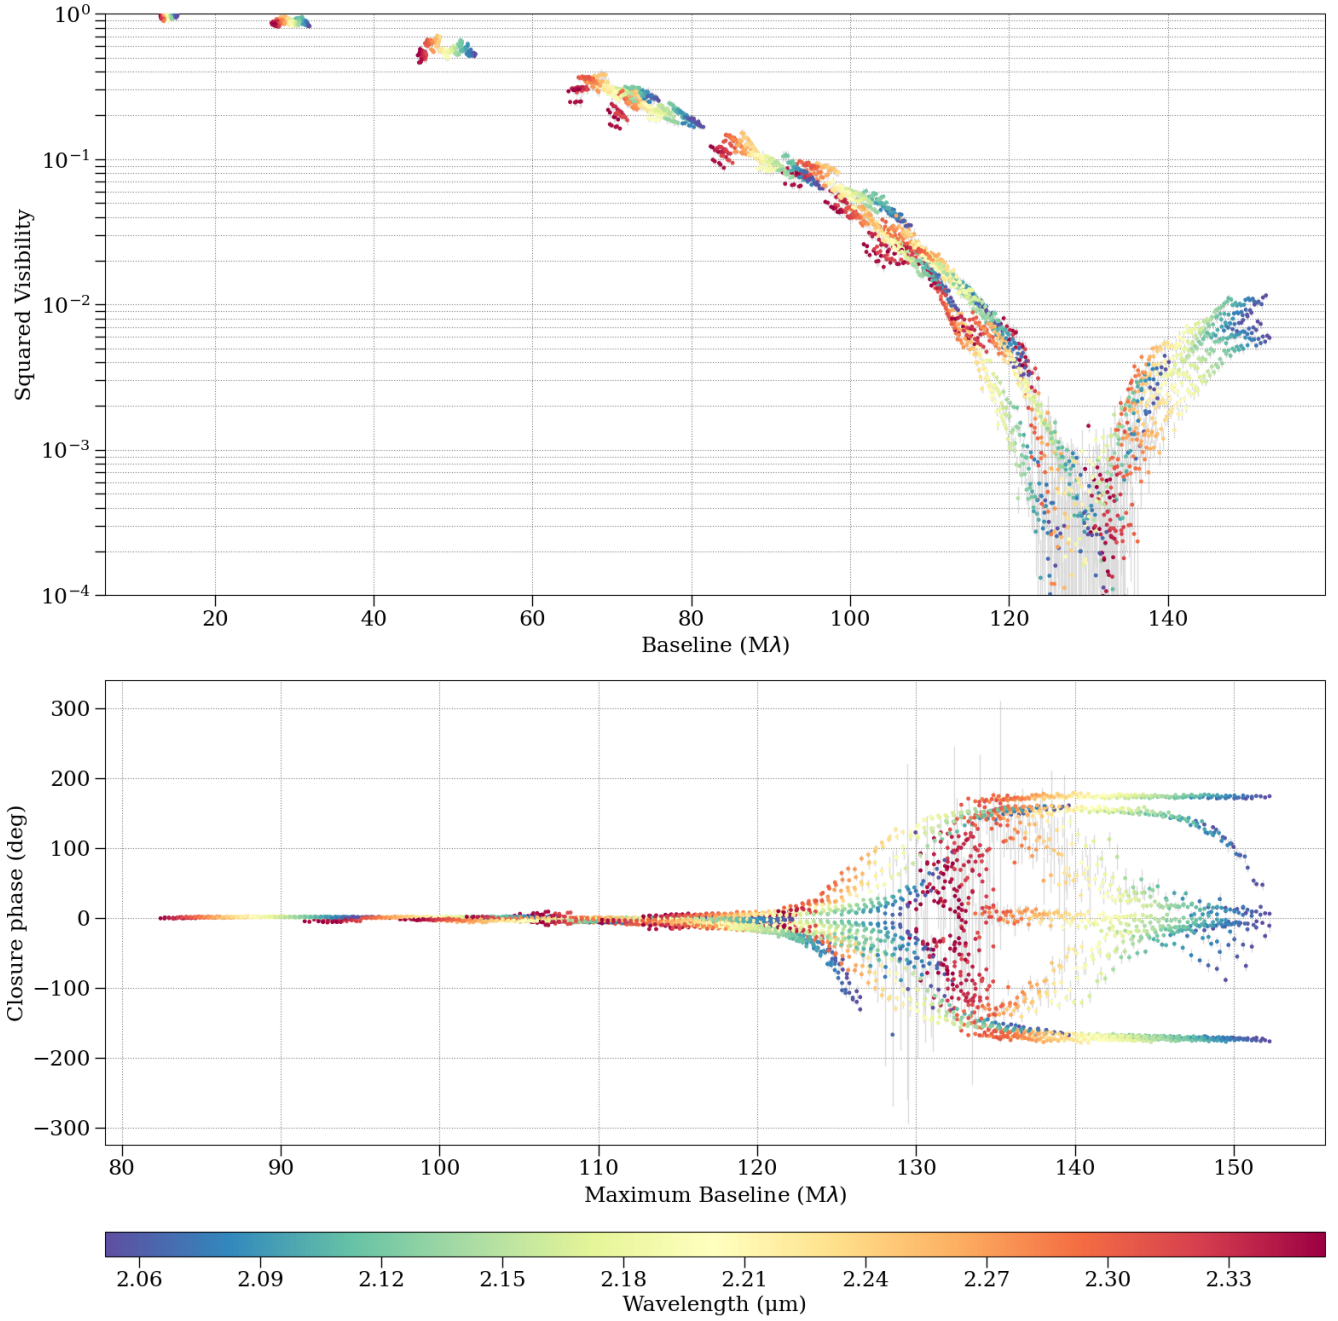 10⁰
10⁻¹
10⁻²
10⁻³
10⁻⁴
Squared Visibility
20 40 60 80 100 120 140
Baseline (Mλ)
300
200
100
0
−100
−200
−300
Closure phase (deg)
80 90 100 110 120 130 140 150
Maximum Baseline (Mλ)
2.06 2.09 2.12 2.15 2.18 2.21 2.24 2.27 2.30 2.33
Wavelength (μm)